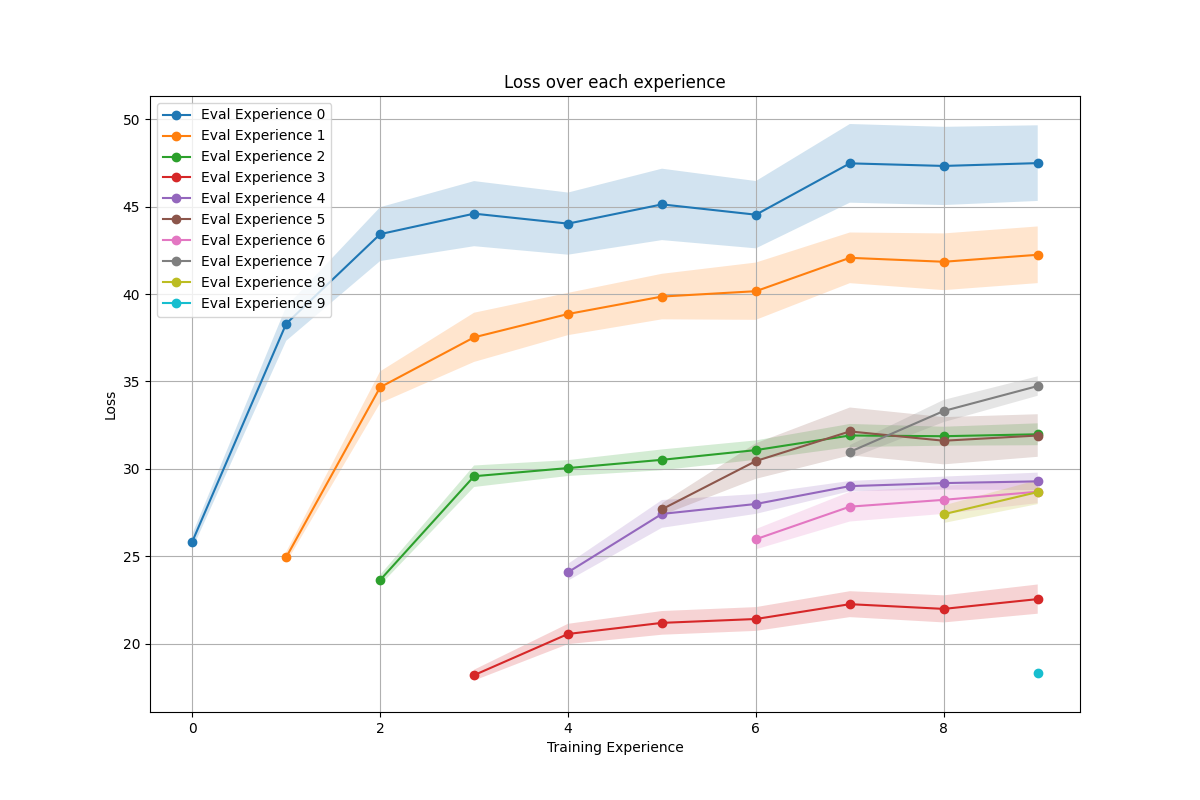 Loss over each experience
50
45
40
35
30
25
20
Loss
Eval Experience 0
Eval Experience 1
Eval Experience 2
Eval Experience 3
Eval Experience 4
Eval Experience 5
Eval Experience 6
Eval Experience 7
Eval Experience 8
Eval Experience 9
0 2 4 6 8
Training Experience